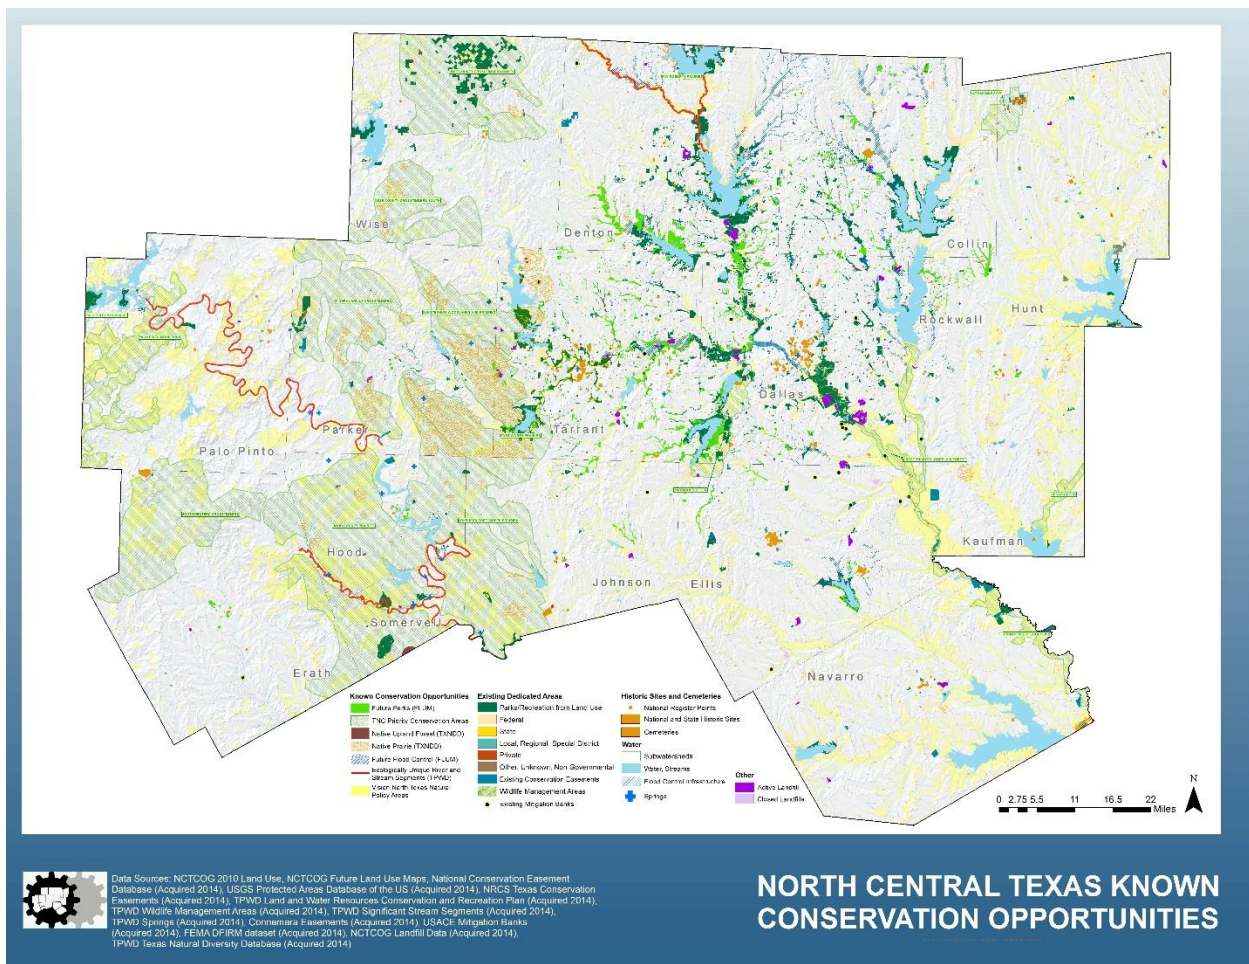 Wise
Denton
Collin
Hunt
Rockwall
Dallas
Tarrant
Parker
Palo Pinto
Hood
Kaufman
Johnson
Ellis
Somervell
Erath
Navarro
Known Conservation Opportunities
Future Parks (FLUM)
TNC Priority Conservation Areas
Native Upland Forest (TXNDD)
Native Prairie (TXNDD)
Future Flood Control (FLUM)
Ecologically Unique River and
Stream Segments (TPWD)
Vision North Texas Natural
Policy Areas
Existing Dedicated Areas
Parks/Recreation from Land Use
Federal
State
Local, Regional, Special District
Private
Other, Unknown, Non Governmental
Existing Conservation Easements
Wildlife Management Areas
Existing Mitigation Banks
Historic Sites and Cemeteries
National Register Points
National and State Historic Sites
Cemeteries
Water
Subwatersheds
Water, Streams
Flood Control Infrastructure
Springs
Other
Active Landfill
Closed Landfills
N
0 2.75 5.5 11 16.5 22
Miles
Data Sources: NCTCOG 2010 Land Use, NCTCOG Future Land Use Maps, National Conservation Easement
Database (Acquired 2014), USGS Protected Areas Database of the US (Acquired 2014), NRCS Texas Conservation
Easements (Acquired 2014), TPWD Land and Water Resources Conservation and Recreation Plan (Acquired 2014),
TPWD Wildlife Management Areas (Acquired 2014), TPWD Significant Stream Segments (Acquired 2014),
TPWD Springs (Acquired 2014), Connemara Easements (Acquired 2014), USACE Mitigation Banks
(Acquired 2014), FEMA DFIRM dataset (Acquired 2014), NCTCOG Landfill Data (Acquired 2014),
TPWD Texas Natural Diversity Database (Acquired 2014)
NORTH CENTRAL TEXAS KNOWN
CONSERVATION OPPORTUNITIES